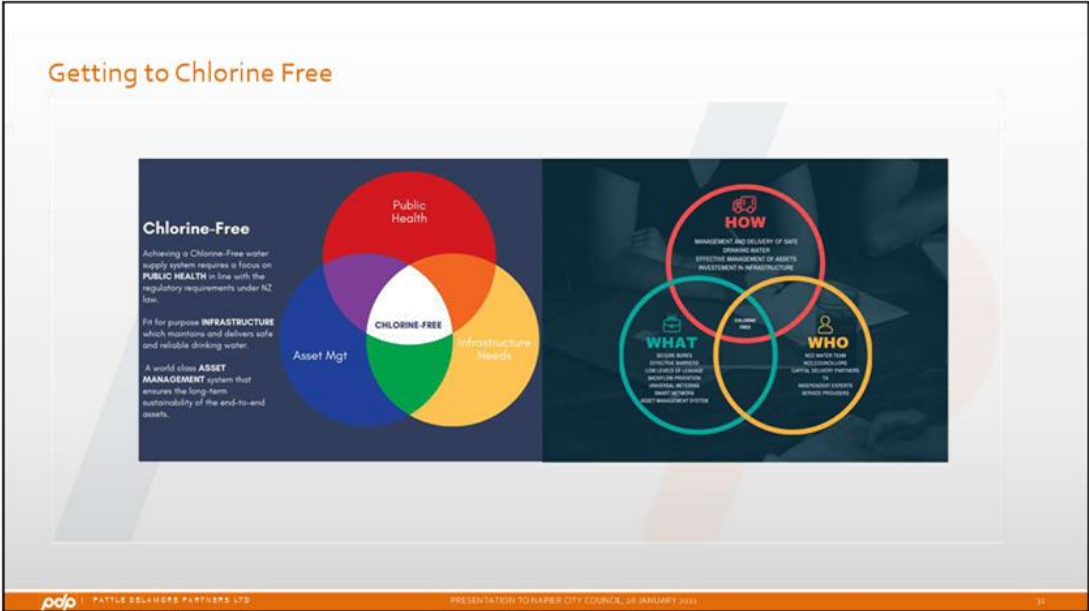 Getting to Chlorine Free
Chlorine-Free
Achieving a Chlorine-Free water
supply system requires a focus on
PUBLIC HEALTH in line with the
regulatory requirements under NZ
law.
Fit for purpose INFRASTRUCTURE
which maintains and delivers safe
and reliable drinking water.
A world class ASSET
MANAGEMENT system that
ensures the long-term
sustainability of the end-to-end
assets.
Public
Health
CHLORINE-FREE
Asset Mgt
Infrastructure
Needs
HOW
MANAGEMENT AND DELIVERY OF SAFE
DRINKING WATER
EFFECTIVE MANAGEMENT OF ASSETS
INVESTEMENT IN INFRASTRUCTURE
CHLORINE
FREE
WHAT
SECURE BORES
EFFECTIVE BARRIERS
LOW LEVELS OF LEAKAGE
BACKFLOW PREVENTION
UNIVERSAL METERING
SMART NETWORK
ASSET MANAGEMENT SYSTEM
WHO
NCC WATER TEAM
NCC COUNCILLORS
CAPITAL DELIVERY PARTNERS
TA
INDEPENDENT EXPERTS
SERVICE PROVIDERS
pdp | PATTLE DELAMORE PARTNERS LTD
PRESENTATION TO NAPIER CITY COUNCIL, 28 JANUARY